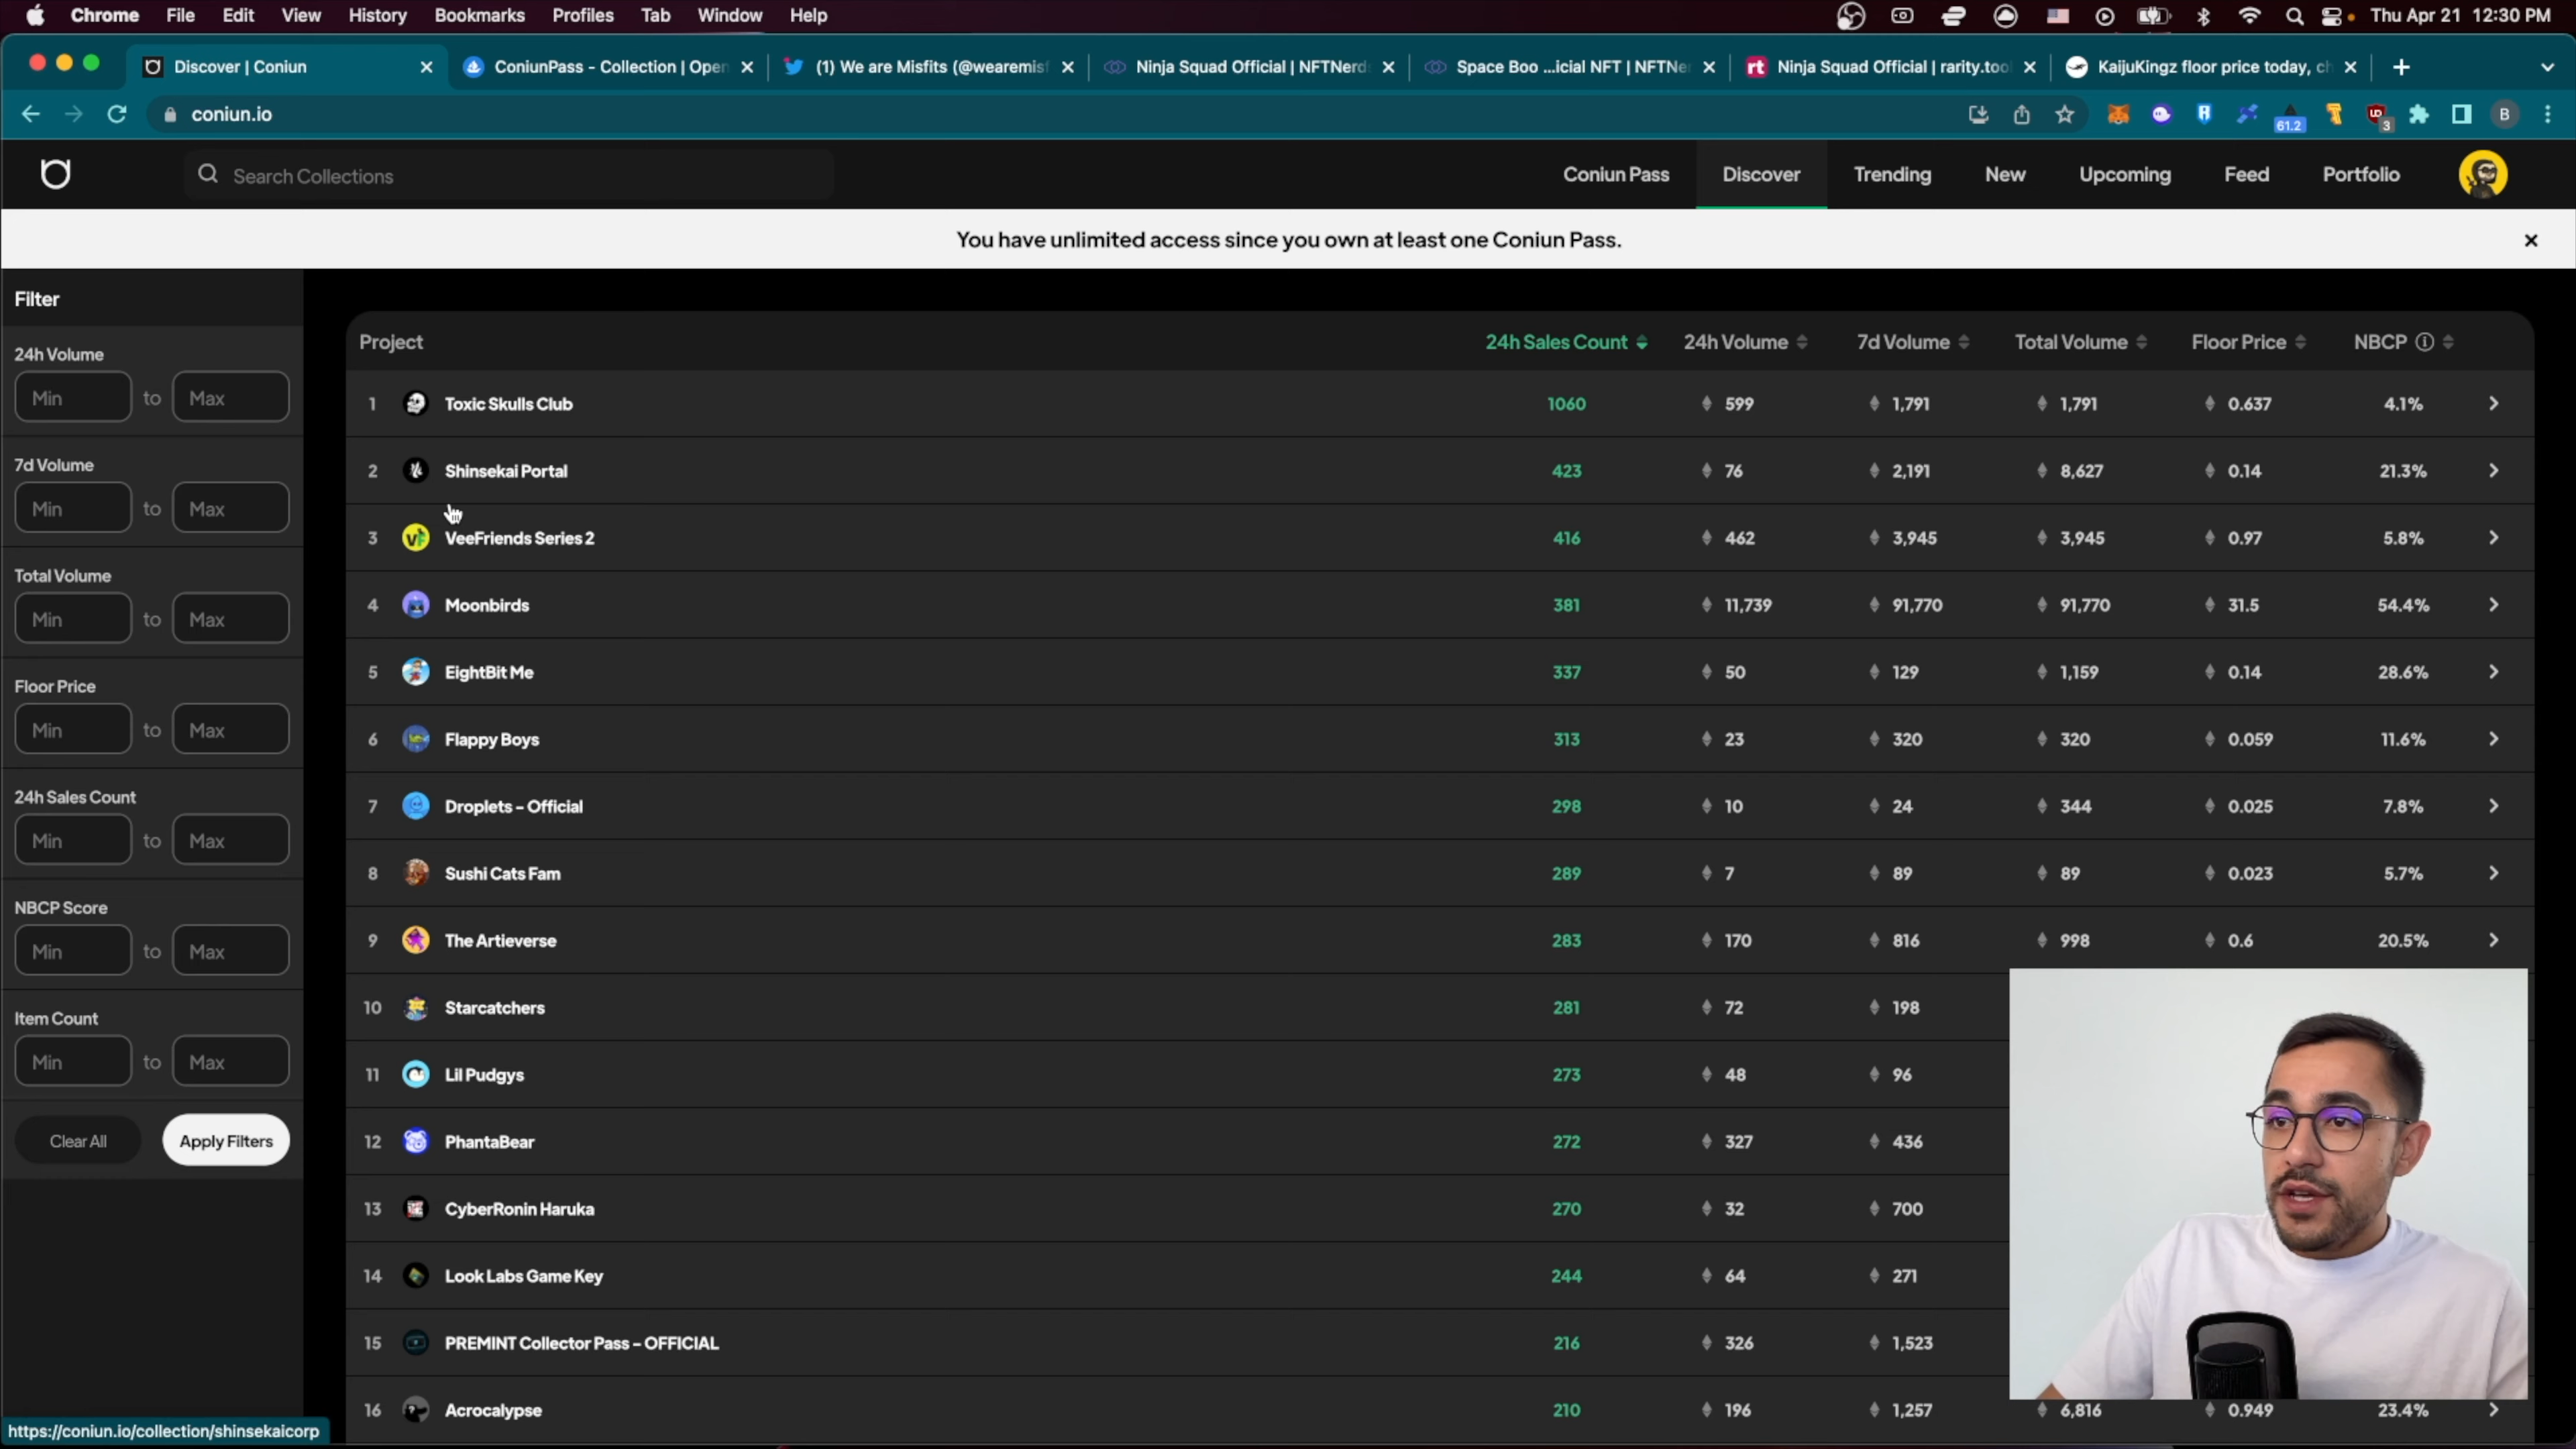 Chrome File Edit View History Bookmarks Profiles Tab Window Help Thu Apr 21 12:30 PM
Discover | Coniun ConiunPass - Collection | Open (1) We are Misfits (@wearemisf Ninja Squad Official | NFTNerd Space Boo ...icial NFT | NFTNe Ninja Squad Official | rarity.too KaijuKingz floor price today, ch
coniun.io 61.2 3 B
Search Collections Coniun Pass Discover Trending New Upcoming Feed Portfolio
You have unlimited access since you own at least one Coniun Pass.
Filter
24h Volume
Min to Max
7d Volume
Min to Max
Total Volume
Min to Max
Floor Price
Min to Max
24h Sales Count
Min to Max
NBCP Score
Min to Max
Item Count
Min to Max
Clear All Apply Filters
Project 24h Sales Count 24h Volume 7d Volume Total Volume Floor Price NBCP
1 Toxic Skulls Club 1060 599 1,791 1,791 0.637 4.1%
2 Shinsekai Portal 423 76 2,191 8,627 0.14 21.3%
3 VeeFriends Series 2 416 462 3,945 3,945 0.97 5.8%
4 Moonbirds 381 11,739 91,770 91,770 31.5 54.4%
5 EightBit Me 337 50 129 1,159 0.14 28.6%
6 Flappy Boys 313 23 320 320 0.059 11.6%
7 Droplets - Official 298 10 24 344 0.025 7.8%
8 Sushi Cats Fam 289 7 89 89 0.023 5.7%
9 The Artieverse 283 170 816 998 0.6 20.5%
10 Starcatchers 281 72 198
11 Lil Pudgys 273 48 96
12 PhantaBear 272 327 436
13 CyberRonin Haruka 270 32 700
14 Look Labs Game Key 244 64 271
15 PREMINT Collector Pass - OFFICIAL 216 326 1,523
16 Acrocalypse 210 196 1,257 6,816 0.949 23.4%
https://coniun.io/collection/shinsekaicorp